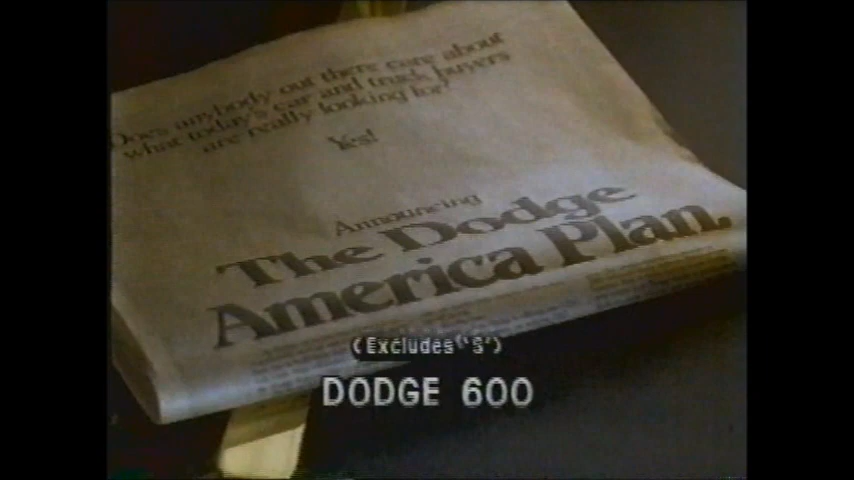 Does anybody out there care about
what today's car and truck buyers
are really looking for?
Yes!
Announcing
The Dodge
America Plan.
(Excludes 'S')
DODGE 600